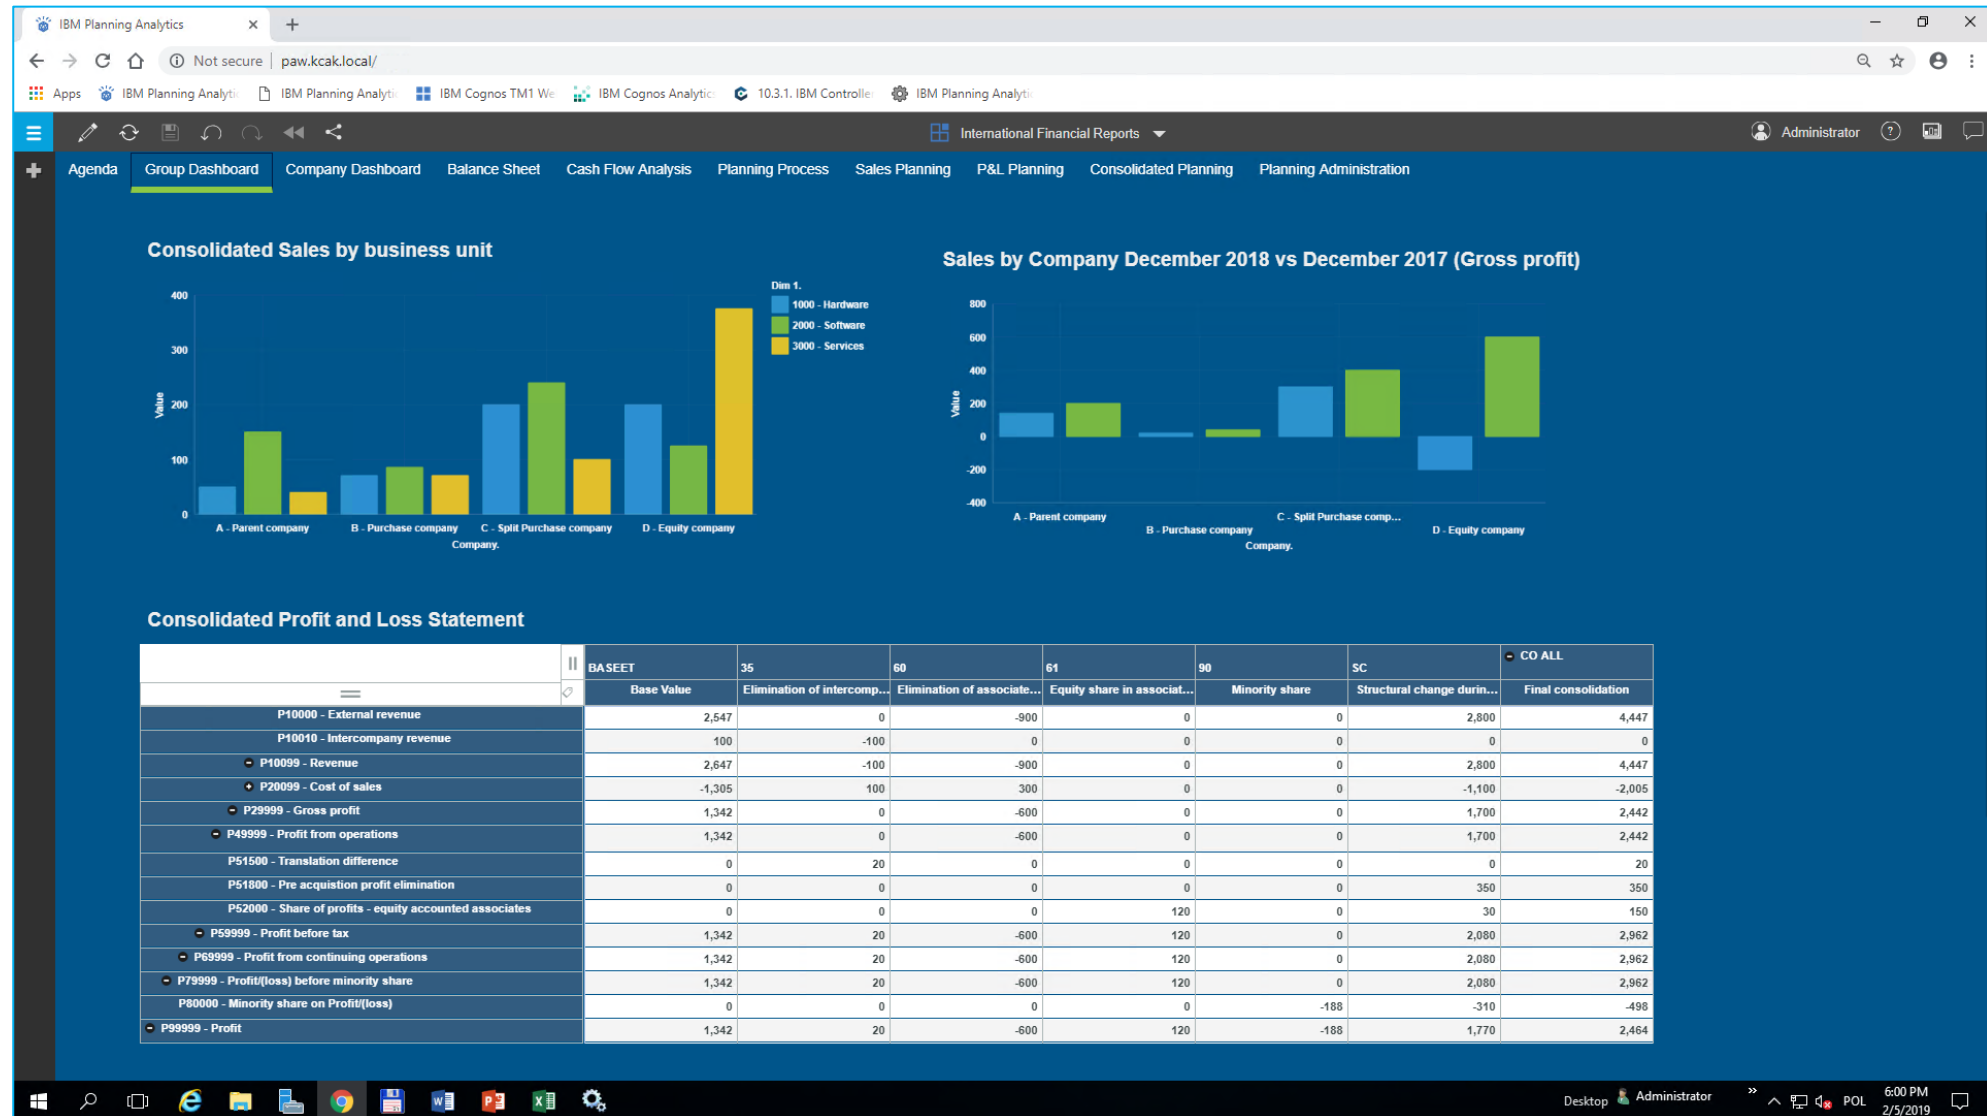 IBM Planning Analytics
Not secure | paw.kcak.local/
Apps IBM Planning Analyti IBM Planning Analyti IBM Cognos TM1 We IBM Cognos Analytic 10.3.1. IBM Controlle IBM Planning Analyti
International Financial Reports
Administrator
Agenda Group Dashboard Company Dashboard Balance Sheet Cash Flow Analysis Planning Process Sales Planning P&L Planning Consolidated Planning Planning Administration
Consolidated Sales by business unit
Dim 1.
1000 - Hardware
2000 - Software
3000 - Services
400
300
200
100
0
Value
A - Parent company B - Purchase company C - Split Purchase company D - Equity company
Company.
Sales by Company December 2018 vs December 2017 (Gross profit)
800
600
400
200
0
-200
-400
Value
A - Parent company B - Purchase company C - Split Purchase comp... D - Equity company
Company.
Consolidated Profit and Loss Statement
BASEET 35 60 61 90 SC CO ALL
Base Value Elimination of intercomp... Elimination of associate... Equity share in associat... Minority share Structural change durin... Final consolidation
P10000 - External revenue 2,547 0 -900 0 0 2,800 4,447
P10010 - Intercompany revenue 100 -100 0 0 0 0 0
P10099 - Revenue 2,647 -100 -900 0 0 2,800 4,447
P20099 - Cost of sales -1,305 100 300 0 0 -1,100 -2,005
P29999 - Gross profit 1,342 0 -600 0 0 1,700 2,442
P49999 - Profit from operations 1,342 0 -600 0 0 1,700 2,442
P51500 - Translation difference 0 20 0 0 0 0 20
P51800 - Pre acquistion profit elimination 0 0 0 0 0 350 350
P52000 - Share of profits - equity accounted associates 0 0 0 120 0 30 150
P59999 - Profit before tax 1,342 20 -600 120 0 2,080 2,962
P69999 - Profit from continuing operations 1,342 20 -600 120 0 2,080 2,962
P79999 - Profit/(loss) before minority share 1,342 20 -600 120 0 2,080 2,962
P80000 - Minority share on Profit/(loss) 0 0 0 0 -188 -310 -498
P99999 - Profit 1,342 20 -600 120 -188 1,770 2,464
Desktop Administrator POL 6:00 PM
2/5/2019